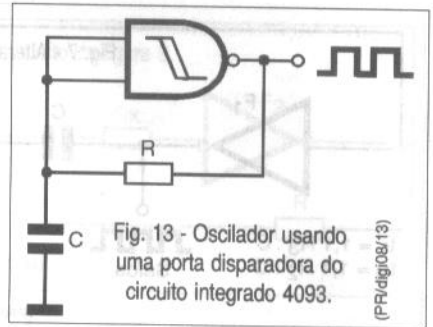 R
C
Fig. 13 - Oscilador usando
uma porta disparadora do
circuito integrado 4093.
(PR/digi08/13)